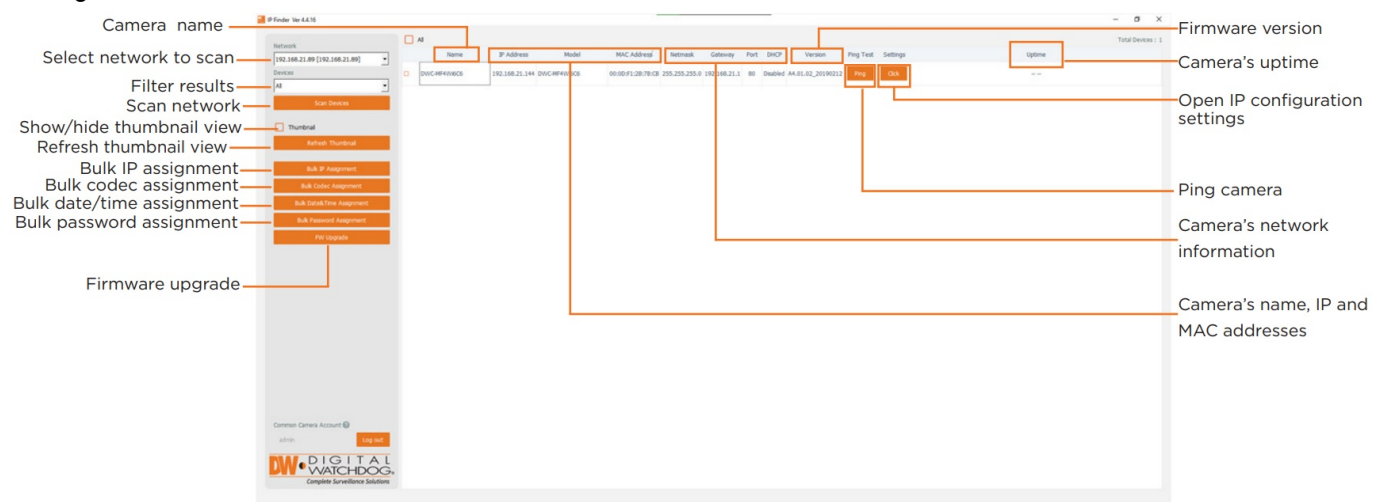 Camera name
Select network to scan
Filter results
Scan network
Show/hide thumbnail view
Refresh thumbnail view
Bulk IP assignment
Bulk codec assignment
Bulk date/time assignment
Bulk password assignment
Firmware upgrade
IP Finder Ver 4.4.16
Network
192.168.21.89 [192.168.21.89]
Devices
All
Scan Devices
Thumbnail
Refresh Thumbnail
Bulk IP Assignment
Bulk Codec Assignment
Bulk Date&Time Assignment
Bulk Password Assignment
FW Upgrade
Common Camera Account
admin Log out
DW DIGITAL
WATCHDOG
Complete Surveillance Solutions
All Total Devices : 1
Name IP Address Model MAC Address Netmask Gateway Port DHCP Version Ping Test Settings Uptime
192.168.21.144 00:0D:F1:2B:7B:CB 255.255.255.0 192.168.21.1 80 Disabled A4.01.02_20190212 Ping Click -- --
Firmware version
Camera's uptime
Open IP configuration
settings
Ping camera
Camera's network
information
Camera's name, IP and
MAC addresses